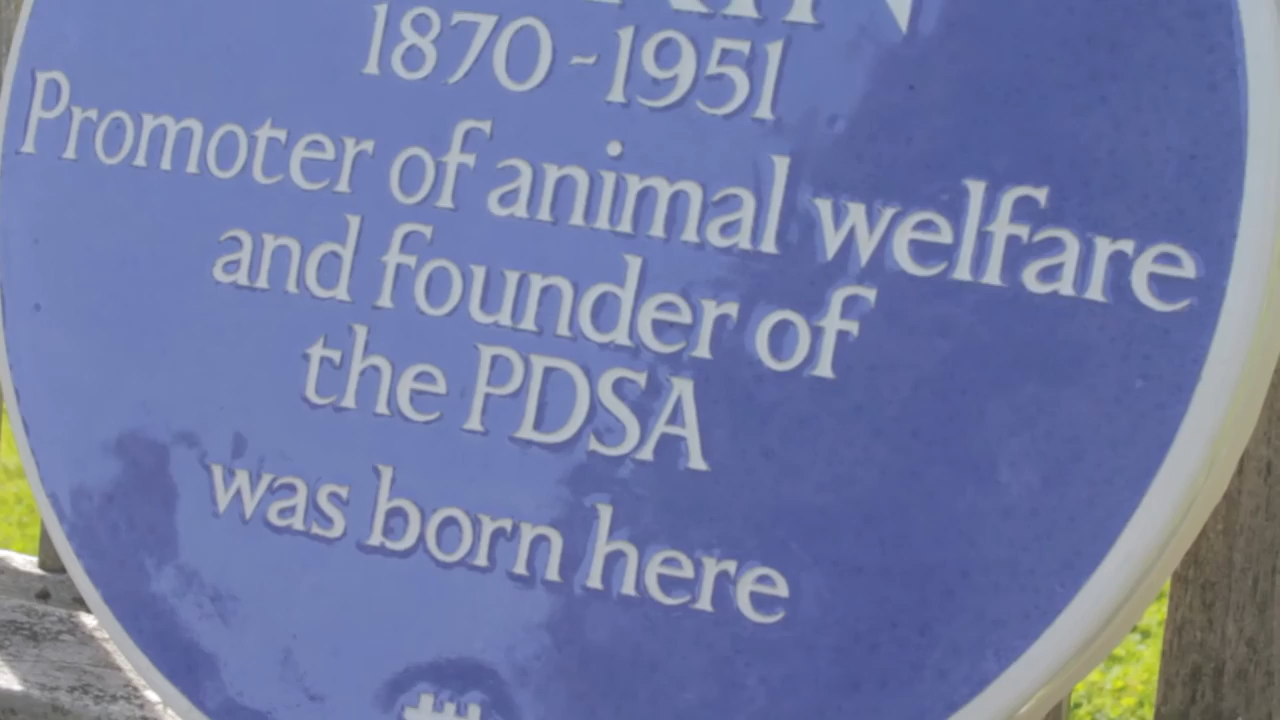 1870-1951
Promoter of animal welfare
and founder of
the PDSA
was born here